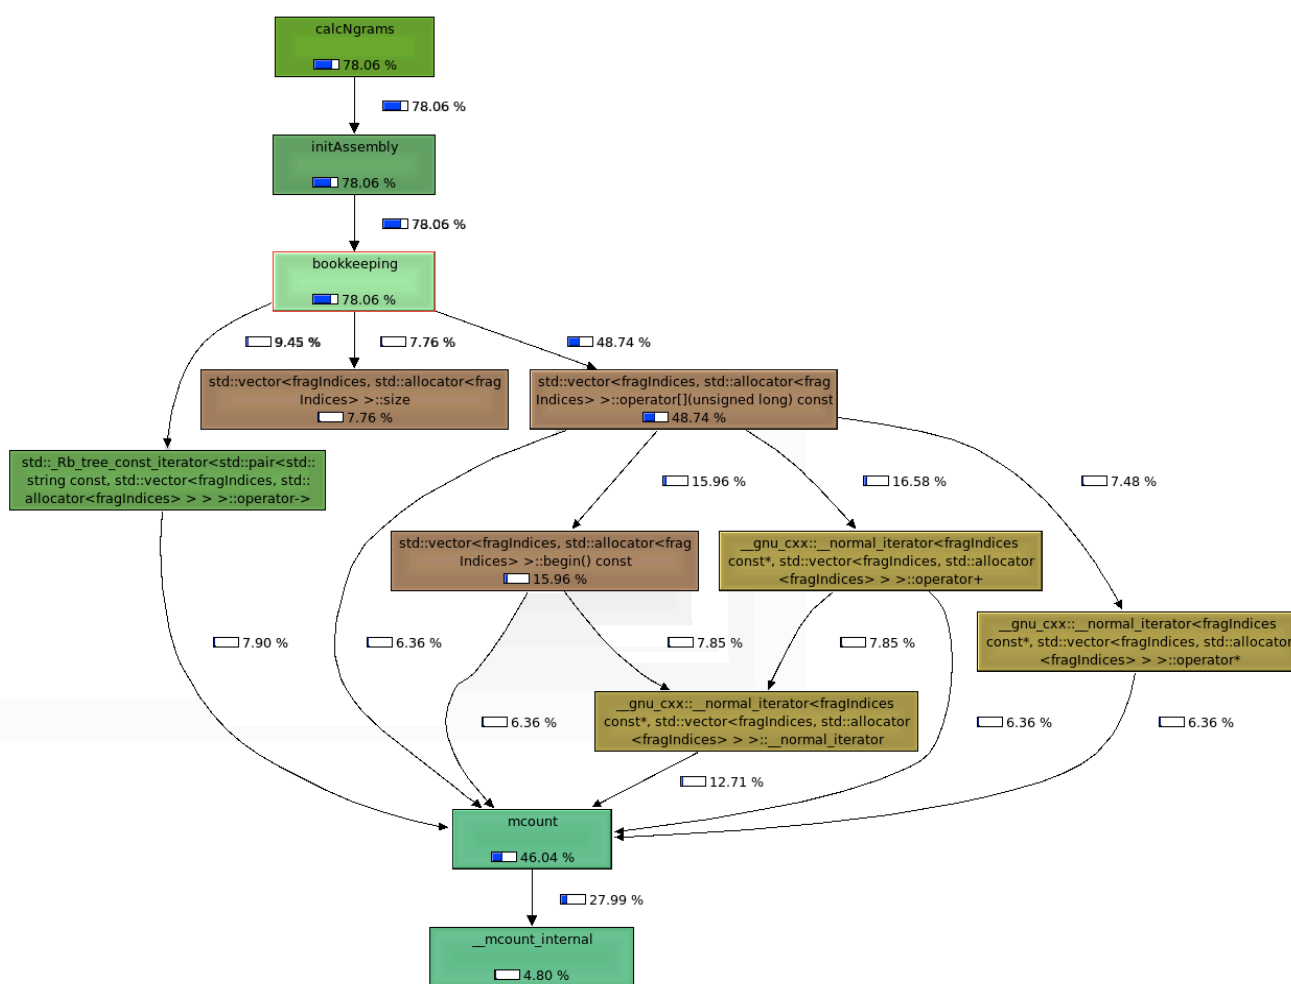 calcNgrams
78.06 %
78.06 %
initAssembly
78.06 %
78.06 %
bookkeeping
78.06 %
9.45 %
7.76 %
48.74 %
std::vector<fragIndices, std::allocator<frag
Indices> >::size
7.76 %
std::vector<fragIndices, std::allocator<frag
Indices> >::operator[](unsigned long) const
48.74 %
std::_Rb_tree_const_iterator<std::pair<std::
string const, std::vector<fragIndices, std::
allocator<fragIndices> > > >::operator->
15.96 %
16.58 %
7.48 %
std::vector<fragIndices, std::allocator<frag
Indices> >::begin() const
15.96 %
__gnu_cxx::__normal_iterator<fragIndices
const*, std::vector<fragIndices, std::allocator
<fragIndices> > >::operator+
__gnu_cxx::__normal_iterator<fragIndices
const*, std::vector<fragIndices, std::allocator
<fragIndices> > >::operator*
7.90 %
6.36 %
7.85 %
7.85 %
__gnu_cxx::__normal_iterator<fragIndices
const*, std::vector<fragIndices, std::allocator
<fragIndices> > >::__normal_iterator
6.36 %
6.36 %
6.36 %
12.71 %
mcount
46.04 %
27.99 %
__mcount_internal
4.80 %